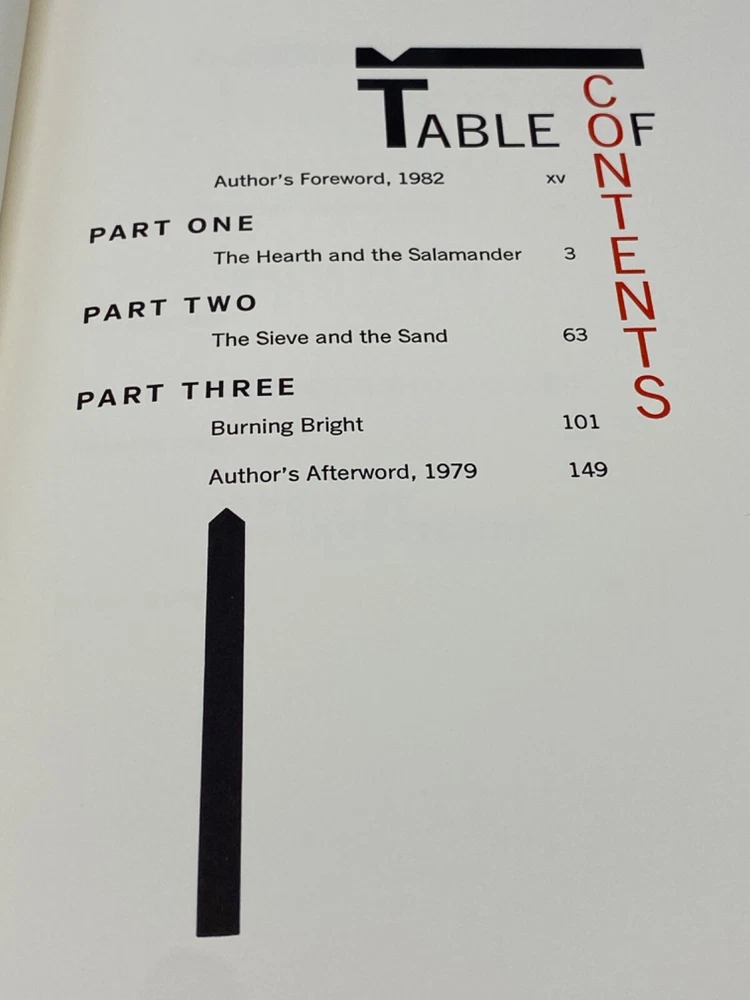 TABLE OF
CONTENTS
Author's Foreword, 1982 xv
PART ONE
The Hearth and the Salamander 3
PART TWO
The Sieve and the Sand 63
PART THREE
Burning Bright 101
Author's Afterword, 1979 149